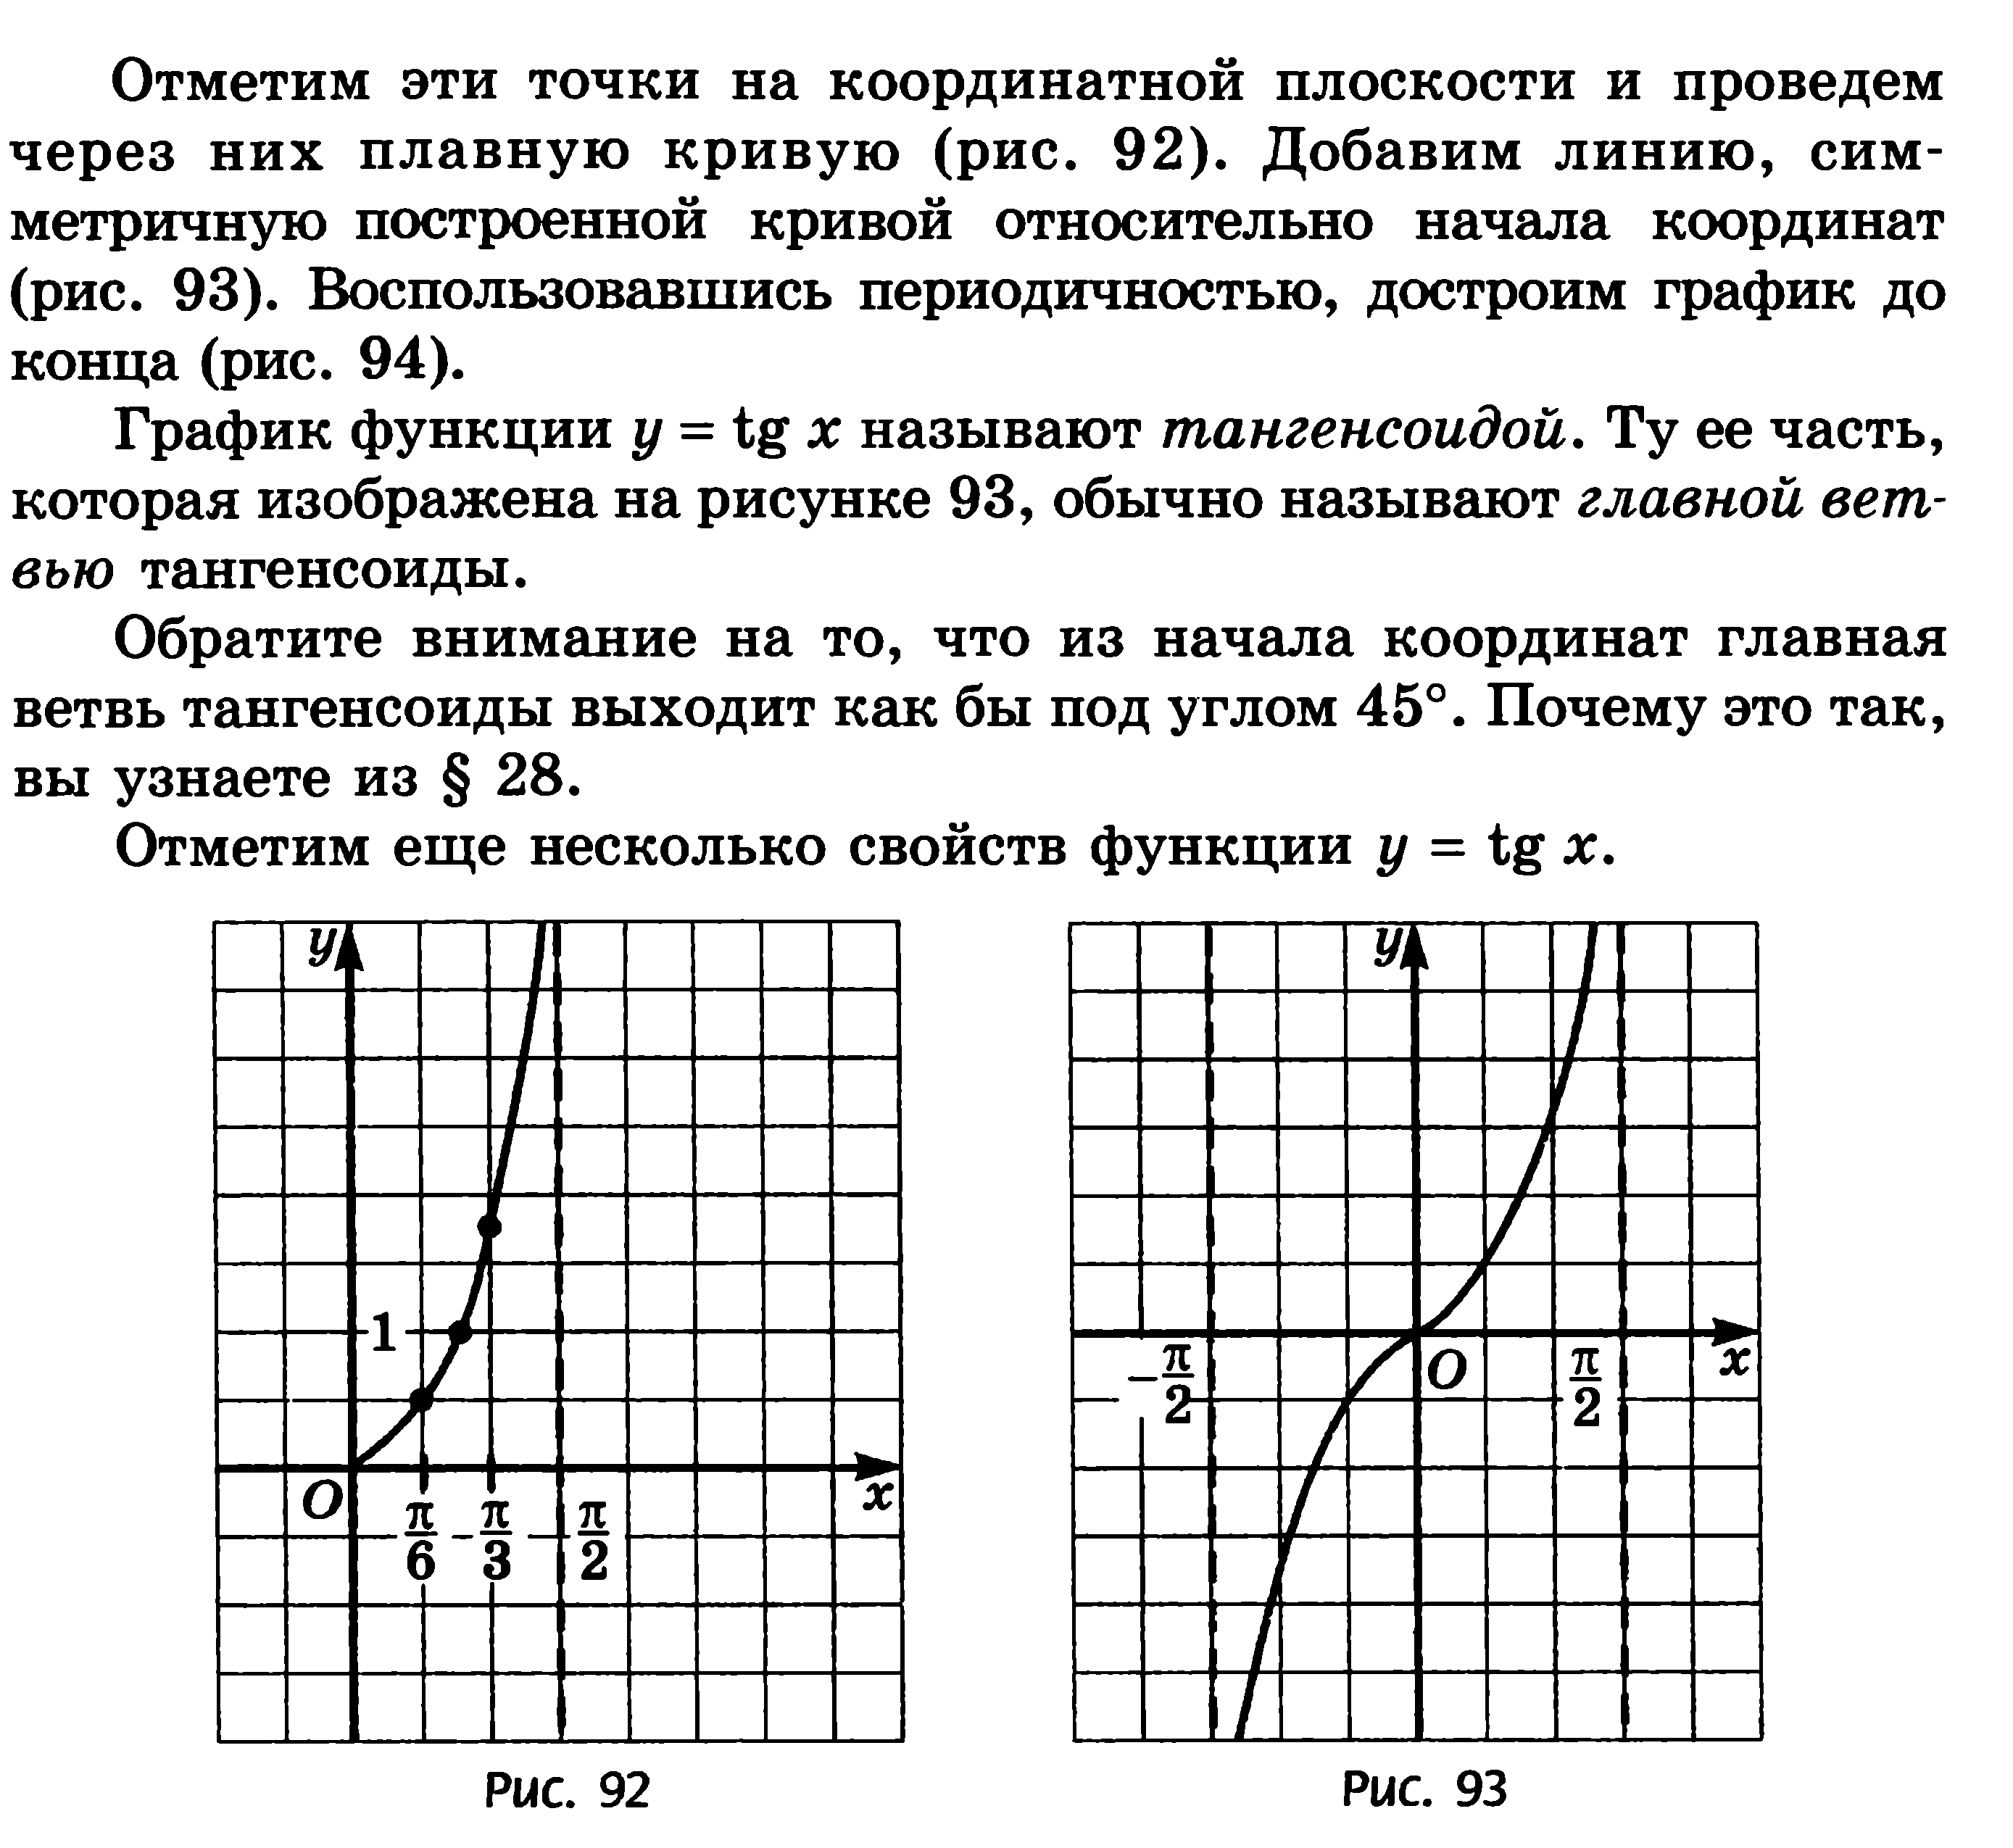 Отметим эти точки на координатной плоскости и проведем
через них плавную кривую (рис. 92). Добавим линию, сим-
метричную построенной кривой относительно начала координат
(рис. 93). Воспользовавшись периодичностью, достроим график до
конца (рис. 94).
График функции y = tg x называют тангенсоидой. Ту ее часть,
которая изображена на рисунке 93, обычно называют главной вет-
вью тангенсоиды.
Обратите внимание на то, что из начала координат главная
ветвь тангенсоиды выходит как бы под углом 45°. Почему это так,
вы узнаете из § 28.
Отметим еще несколько свойств функции y = tg x.
y
1
O
π/6 π/3 π/2
x
Рис. 92
y
O
x
-π/2 π/2
Рис. 93